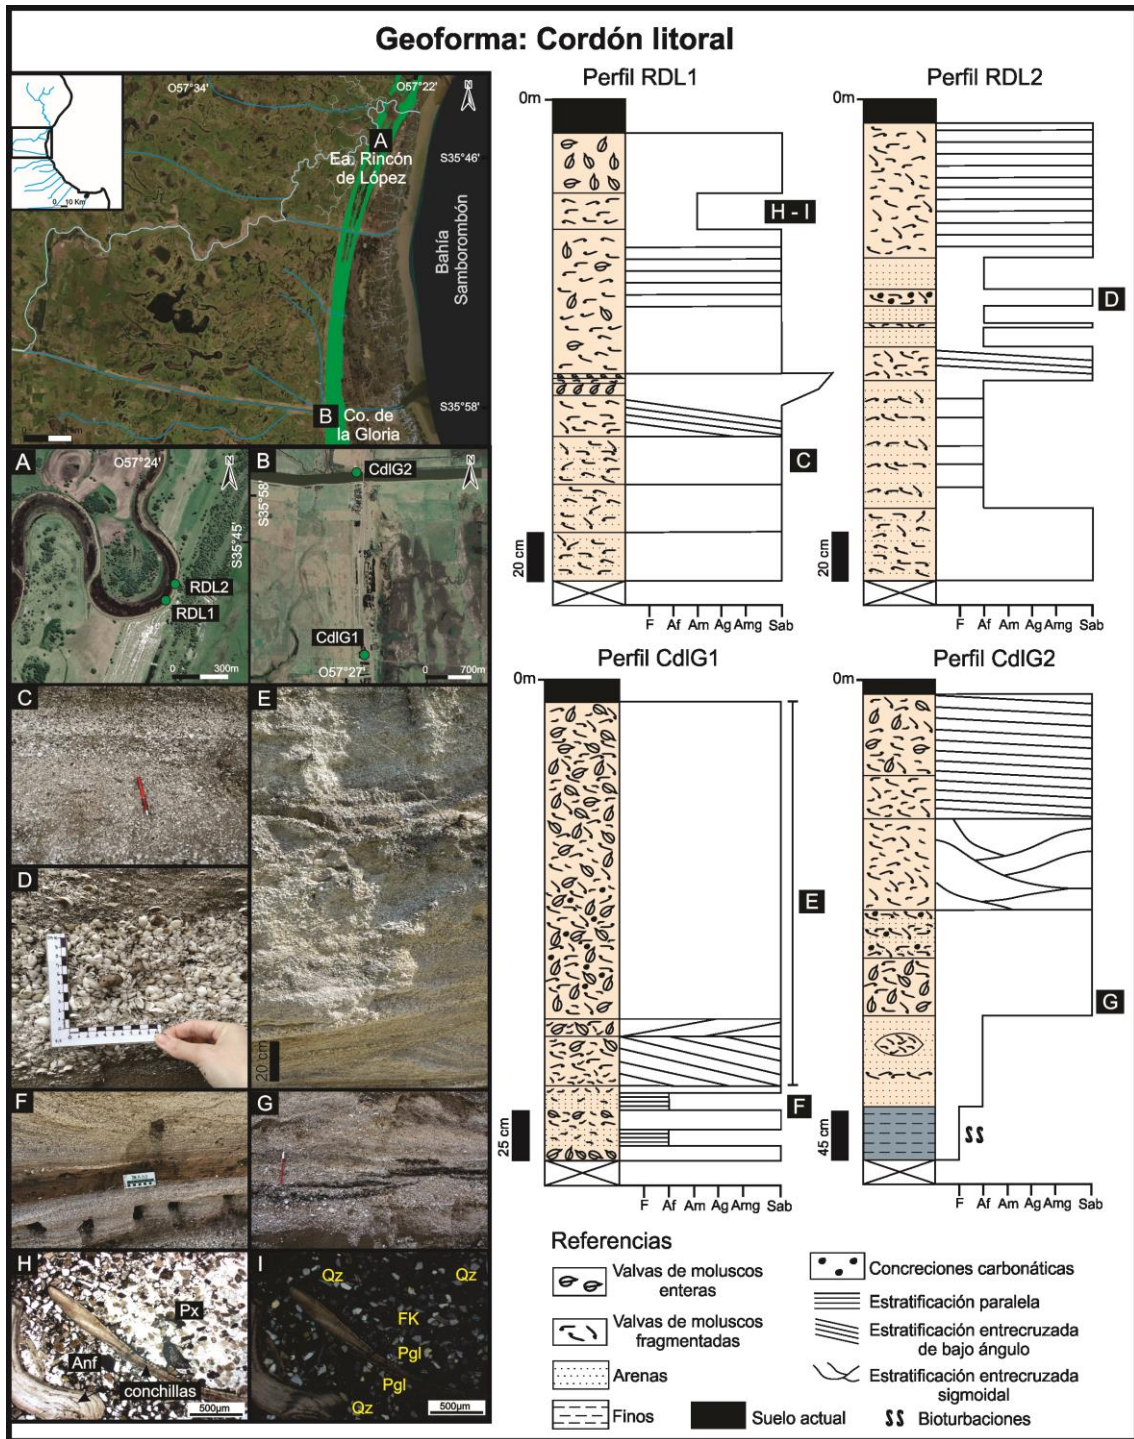 Geoforma: Cordón litoral
O57°34'
O57°22'
N
A
Ea. Rincón
de López
S35°46'
Bahía
Samborombón
0 10 Km
S35°58'
B
Co. de
la Gloria
A
O57°24'
N
S35°45'
RDL2
RDL1
0 300m
B
CdlG2
N
S35°58'
CdlG1
O57°27'
0 700m
C
D
E
20 cm
F
G
H
Px
Anf
conchillas
500µm
I
Qz
Qz
FK
Pgl
Pgl
Qz
500µm
Perfil RDL1
0m
H - I
C
20 cm
F Af Am Ag Amg Sab
Perfil RDL2
0m
D
20 cm
F Af Am Ag Amg Sab
Perfil CdlG1
0m
E
F
25 cm
F Af Am Ag Amg Sab
Perfil CdlG2
0m
G
45 cm
F Af Am Ag Amg Sab
Referencias
Valvas de moluscos
enteras
Valvas de moluscos
fragmentadas
Arenas
Finos
Suelo actual
Concreciones carbonáticas
Estratificación paralela
Estratificación entrecruzada
de bajo ángulo
Estratificación entrecruzada
sigmoidal
Bioturbaciones